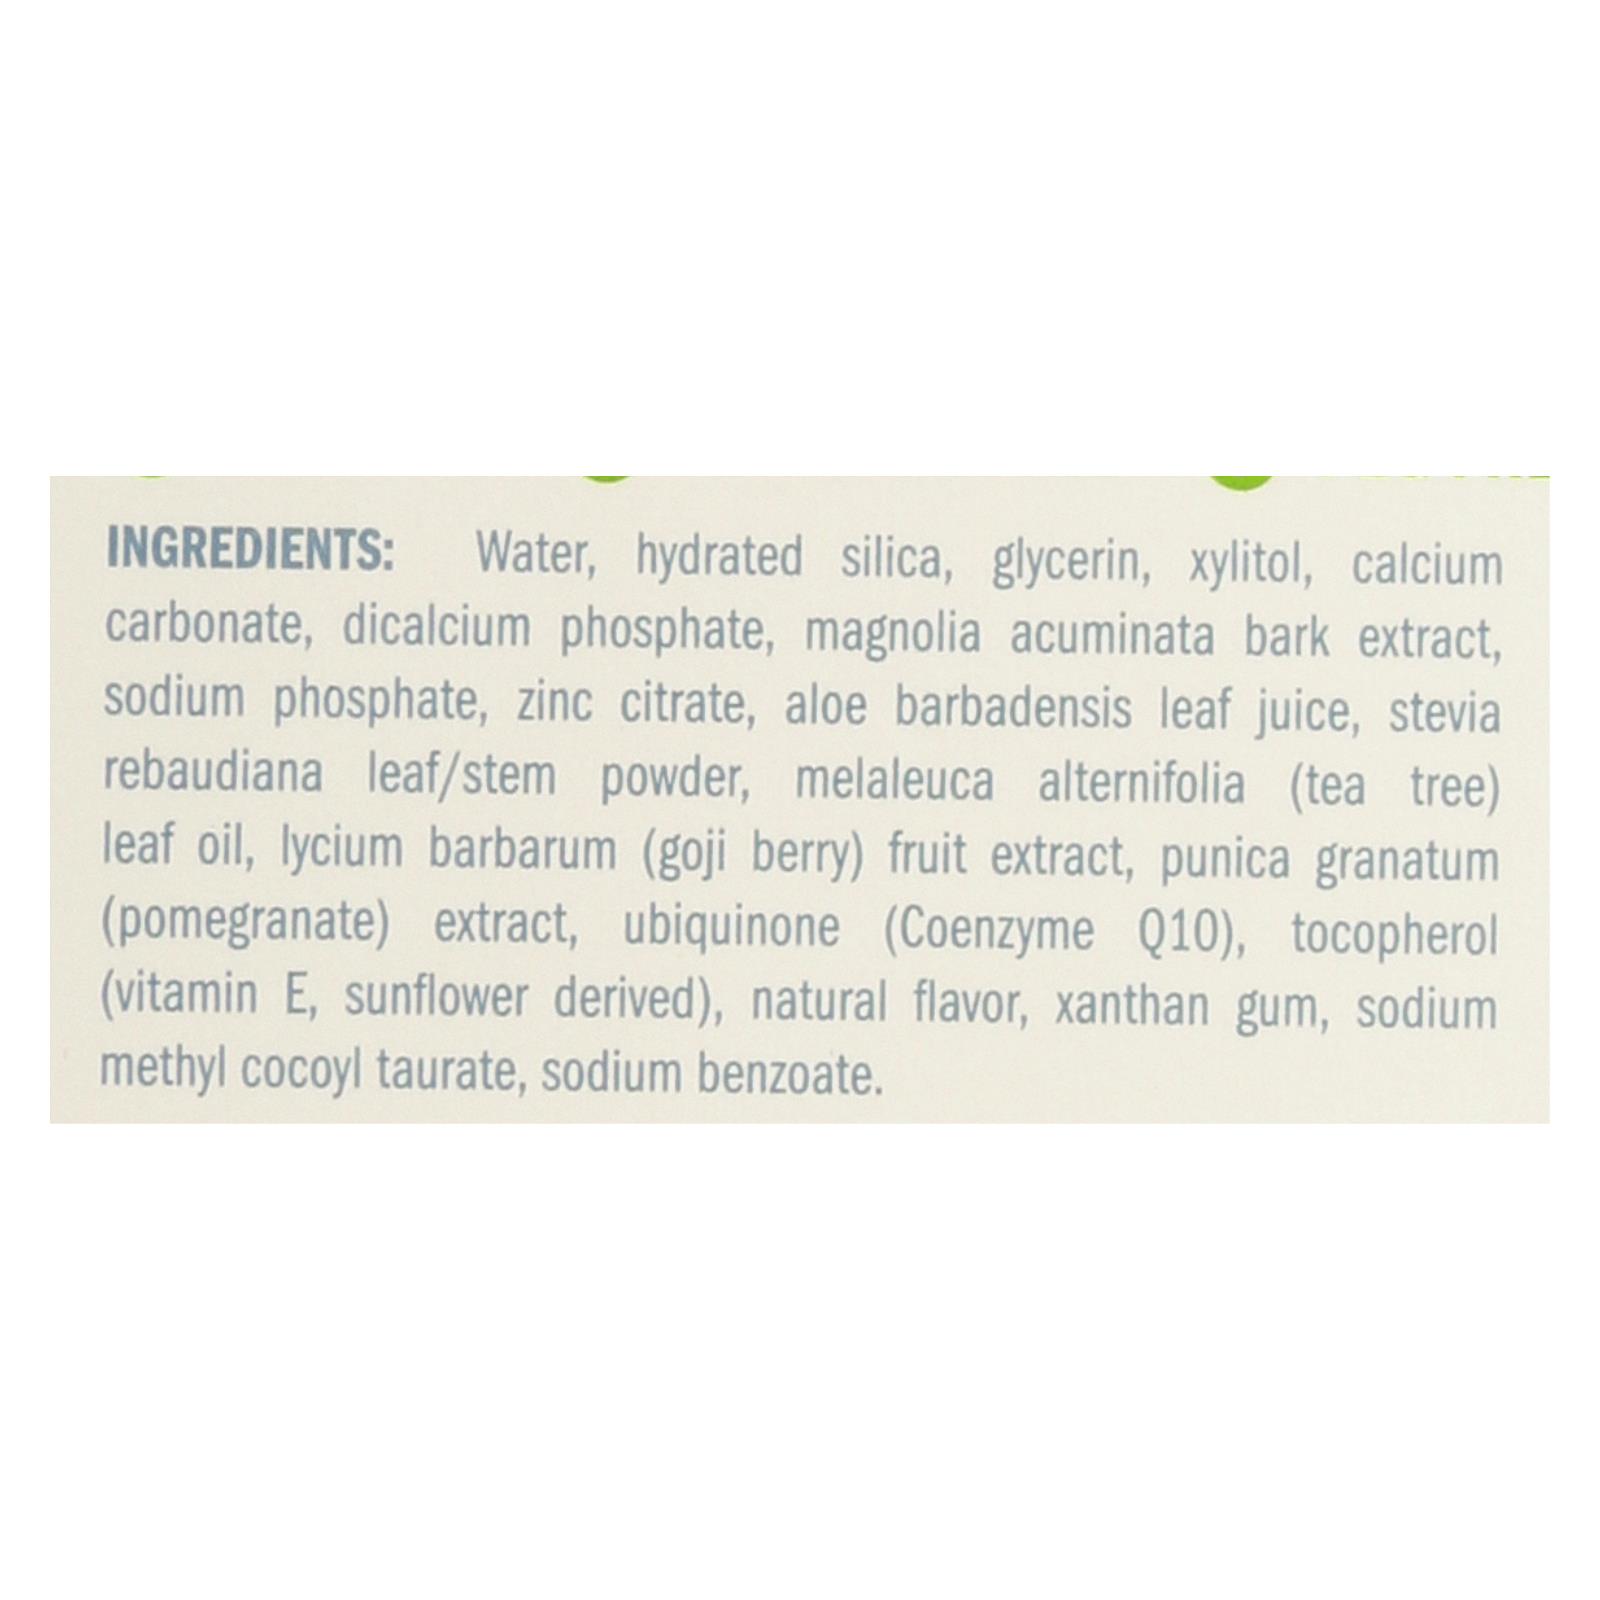 INGREDIENTS: Water, hydrated silica, glycerin, xylitol, calcium
carbonate, dicalcium phosphate, magnolia acuminata bark extract,
sodium phosphate, zinc citrate, aloe barbadensis leaf juice, stevia
rebaudiana leaf/stem powder, melaleuca alternifolia (tea tree)
leaf oil, lycium barbarum (goji berry) fruit extract, punica granatum
(pomegranate) extract, ubiquinone (Coenzyme Q10), tocopherol
(vitamin E, sunflower derived), natural flavor, xanthan gum, sodium
methyl cocoyl taurate, sodium benzoate.